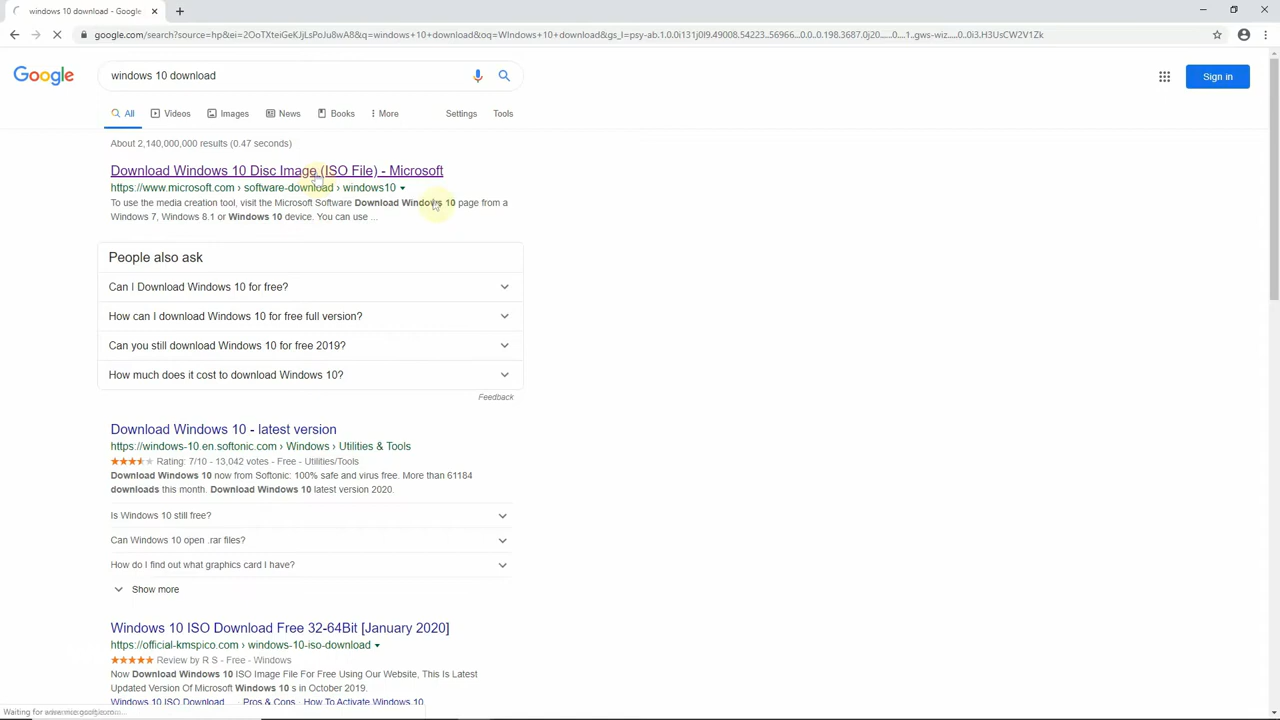 windows 10 download - Google
google.com/search?source=hp&ei=2OoTXteiGeKJjLsPoJu8wA8&q=windows+10+download&oq=WIndows+10+download&gs_l=psy-ab.1.0.0i131j0l9.49008.54223...56966...0.0..0.198.3687.0j20......0....1..gws-wiz.....0..0i3.H3UsCW2V1Zk
Google
windows 10 download
Sign in
All Videos Images News Books More Settings Tools
About 2,140,000,000 results (0.47 seconds)
Download Windows 10 Disc Image (ISO File) - Microsoft
https://www.microsoft.com › software-download › windows10
To use the media creation tool, visit the Microsoft Software Download Windows 10 page from a
Windows 7, Windows 8.1 or Windows 10 device. You can use ...
People also ask
Can I Download Windows 10 for free?
How can I download Windows 10 for free full version?
Can you still download Windows 10 for free 2019?
How much does it cost to download Windows 10?
Feedback
Download Windows 10 - latest version
https://windows-10.en.softonic.com › Windows › Utilities & Tools
Rating: 7/10 - 13,042 votes - Free - Utilities/Tools
Download Windows 10 now from Softonic: 100% safe and virus free. More than 61184
downloads this month. Download Windows 10 latest version 2020.
Is Windows 10 still free?
Can Windows 10 open .rar files?
How do I find out what graphics card I have?
Show more
Windows 10 ISO Download Free 32-64Bit [January 2020]
https://official-kmspico.com › windows-10-iso-download
Review by R S - Free - Windows
Now Download Windows 10 ISO Image File For Free Using Our Website, This Is Latest
Updated Version Of Microsoft Windows 10 s in October 2019.
Windows 10 ISO Download... · Pros & Cons · How To Activate Windows 10
Waiting for